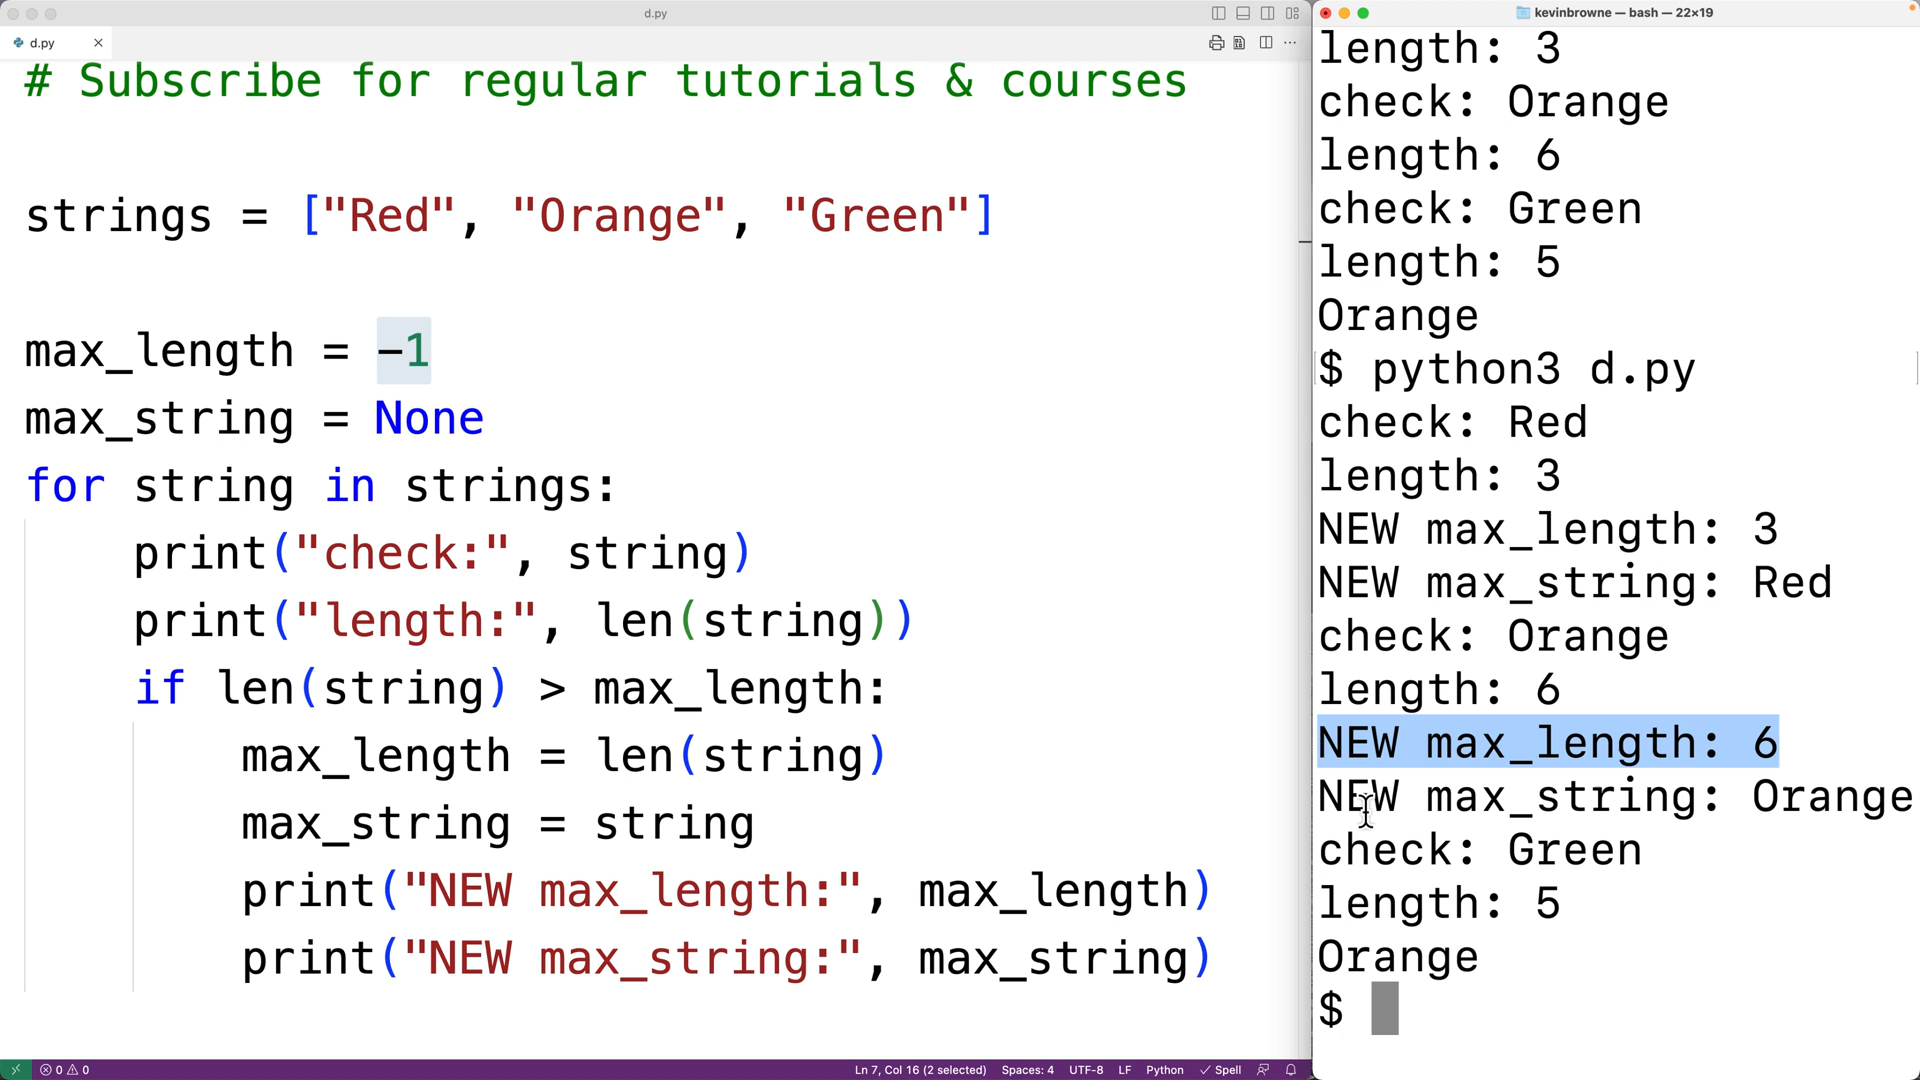 d.py
d.py
# Subscribe for regular tutorials & courses
strings = ["Red", "Orange", "Green"]
max_length = -1
max_string = None
for string in strings:
    print("check:", string)
    print("length:", len(string))
    if len(string) > max_length:
        max_length = len(string)
        max_string = string
        print("NEW max_length:", max_length)
        print("NEW max_string:", max_string)
0 0
Ln 7, Col 16 (2 selected) Spaces: 4 UTF-8 LF Python Spell
kevinbrowne — bash — 22×19
length: 3
check: Orange
length: 6
check: Green
length: 5
Orange
$ python3 d.py
check: Red
length: 3
NEW max_length: 3
NEW max_string: Red
check: Orange
length: 6
NEW max_length: 6
NEW max_string: Orange
check: Green
length: 5
Orange
$